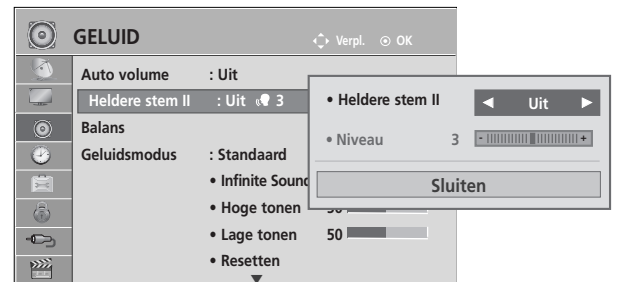 GELUID
Verpl. OK
Auto volume : Uit
Heldere stem II : Uit 3
Balans
Geluidsmodus : Standaard
• Infinite Sound
• Hoge tonen
• Lage tonen 50
• Resetten
• Heldere stem II ◄ Uit ►
• Niveau 3 - +
Sluiten